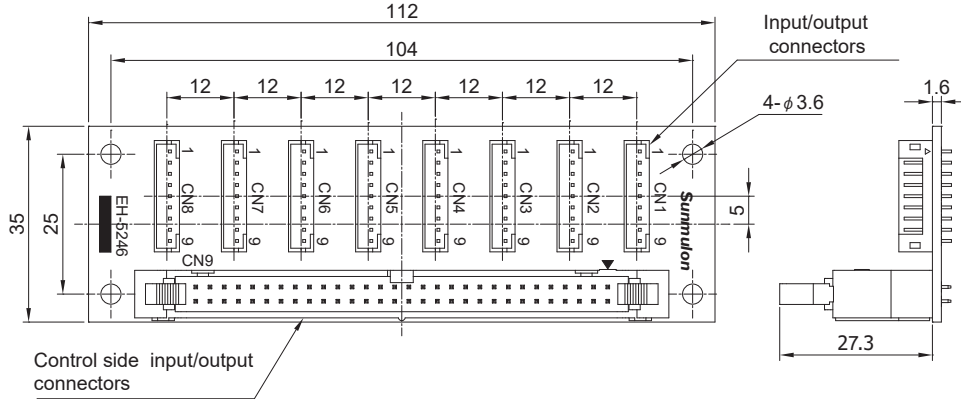 112
Input/output
connectors
104
12 12 12 12 12 12 12
4-φ3.6
1.6
35
25
5
1 1 1 1 1 1 1 1
CN8 CN7 CN6 CN5 CN4 CN3 CN2 CN1
9 9 9 9 9 9 9 9
EH-5246
Sunmulon
CN9
27.3
Control side input/output
connectors